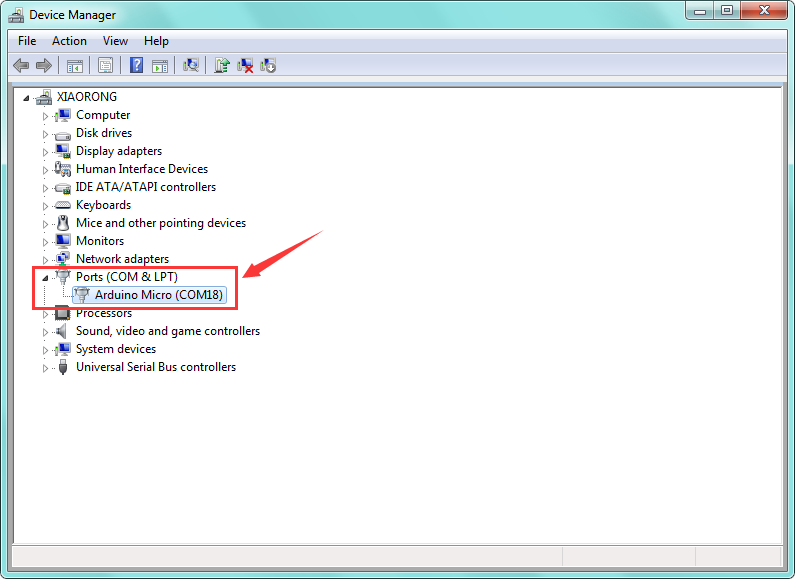 Device Manager
File Action View Help
XIAORONG
Computer
Disk drives
Display adapters
Human Interface Devices
IDE ATA/ATAPI controllers
Keyboards
Mice and other pointing devices
Monitors
Network adapters
Ports (COM & LPT)
Arduino Micro (COM18)
Processors
Sound, video and game controllers
System devices
Universal Serial Bus controllers